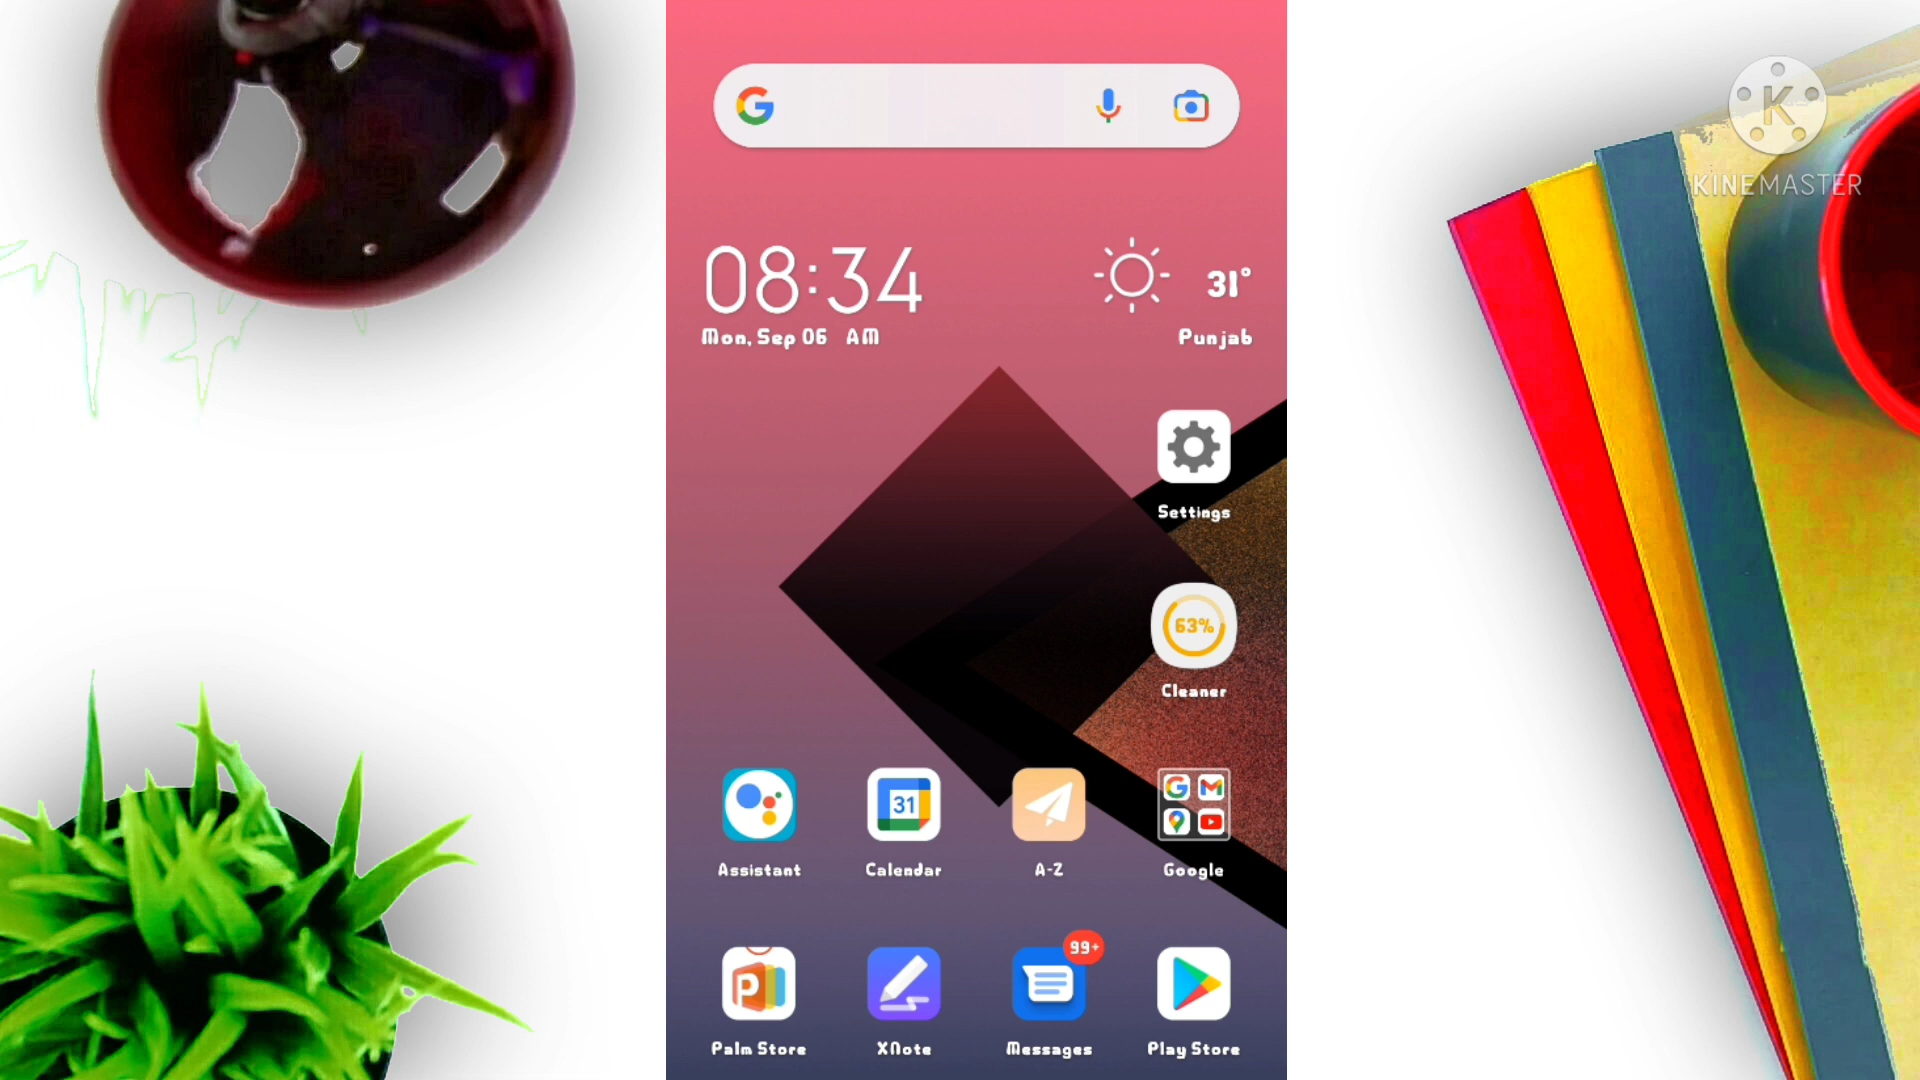 K
KINEMASTER
G
08:34
31°
Mon, Sep 06 AM
Punjab
Settings
63%
Cleaner
31
G
Assistant
Calendar
A-Z
Google
P
99+
Palm Store
XNote
Messages
Play Store